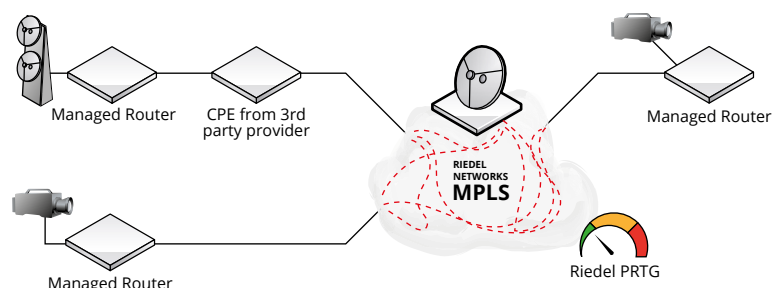 Managed Router
CPE from 3rd
party provider
Managed Router
RIEDEL
NETWORKS
MPLS
Riedel PRTG
Managed Router